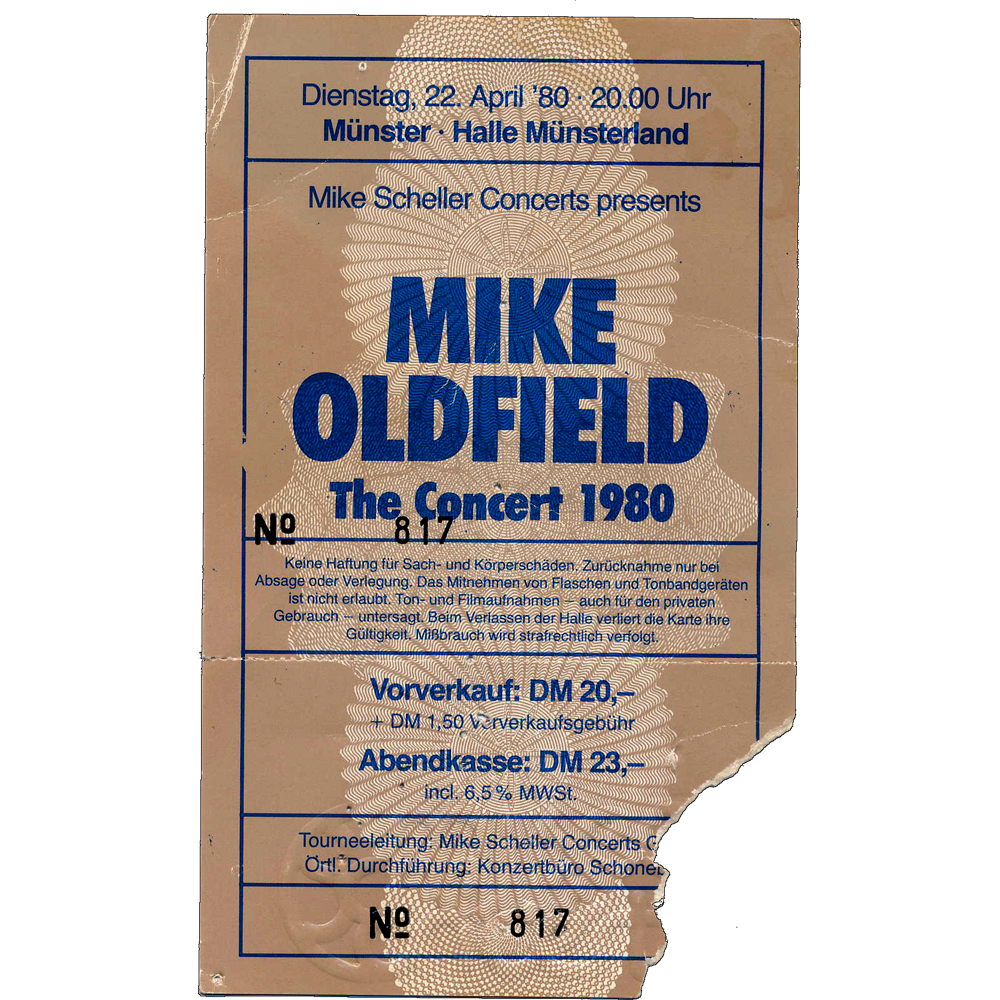 Dienstag, 22. April '80 · 20.00 Uhr
Münster · Halle Münsterland
Mike Scheller Concerts presents
MIKE
OLDFIELD
The Concert 1980
Nº 817
Keine Haftung für Sach- und Körperschäden. Zurücknahme nur bei
Absage oder Verlegung. Das Mitnehmen von Flaschen und Tonbandgeräten
ist nicht erlaubt. Ton- und Filmaufnahmen – auch für den privaten
Gebrauch – untersagt. Beim Verlassen der Halle verliert die Karte ihre
Gültigkeit. Mißbrauch wird strafrechtlich verfolgt.
Vorverkauf: DM 20,–
+ DM 1,50 Vorverkaufsgebühr
Abendkasse: DM 23,–
incl. 6,5 % MWSt.
Tourneeleitung: Mike Scheller Concerts
Örtl. Durchführung: Konzertbüro
Nº 817